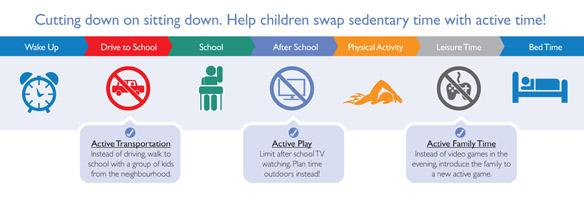 Cutting down on sitting down. Help children swap sedentary time with active time!
Wake Up
Drive to School
School
After School
Physical Activity
Leisure Time
Bed Time
Active Transportation
Instead of driving, walk to
school with a group of kids
from the neighbourhood.
Active Play
Limit after school TV
watching. Plan time
outdoors instead!
Active Family Time
Instead of video games in the
evening, introduce the family to
a new active game.